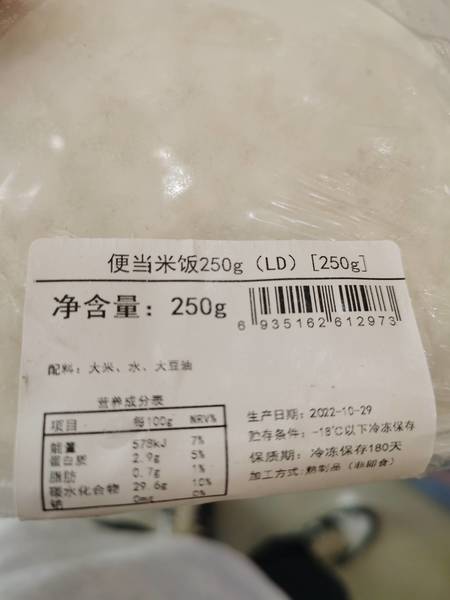 便当米饭250g（LD）[250g]
净含量：250g
6 935162 612973
配料：大米、水、大豆油
营养成分表
项目 每100g NRV%
能量 578kJ 7%
蛋白质 2.9g 5%
脂肪 0.7g 1%
碳水化合物 29.6g 10%
钠 0mg 0%
生产日期：2022-10-29
贮存条件：-18℃以下冷冻保存
保质期：冷冻保存180天
加工方式：熟制品（非即食）